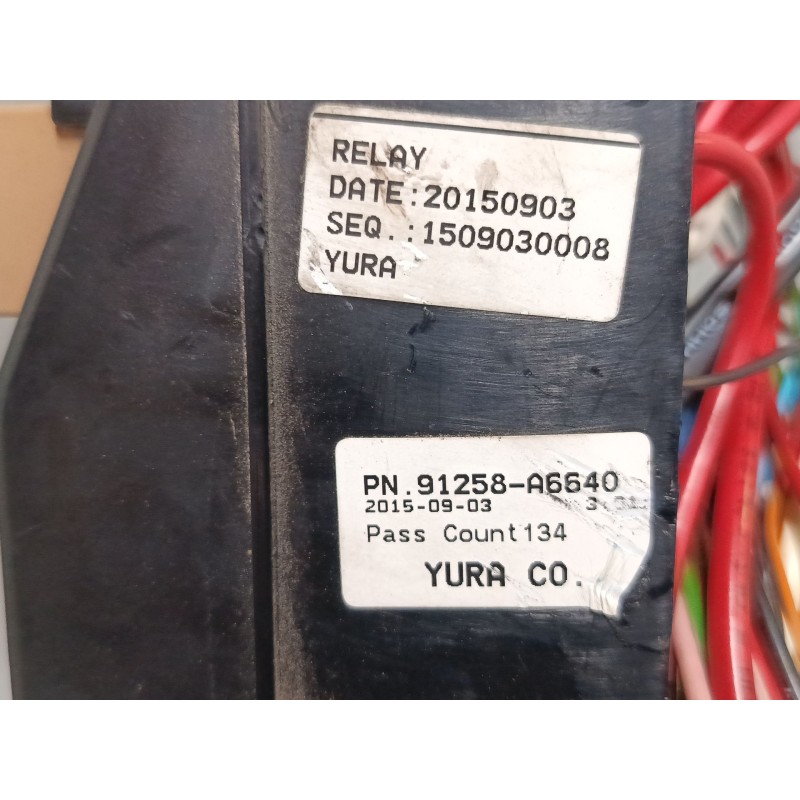 RELAY
DATE:20150903
SEQ.:1509030008
YURA
PN.91258-A6640
2015-09-03
Pass Count134
YURA CO.